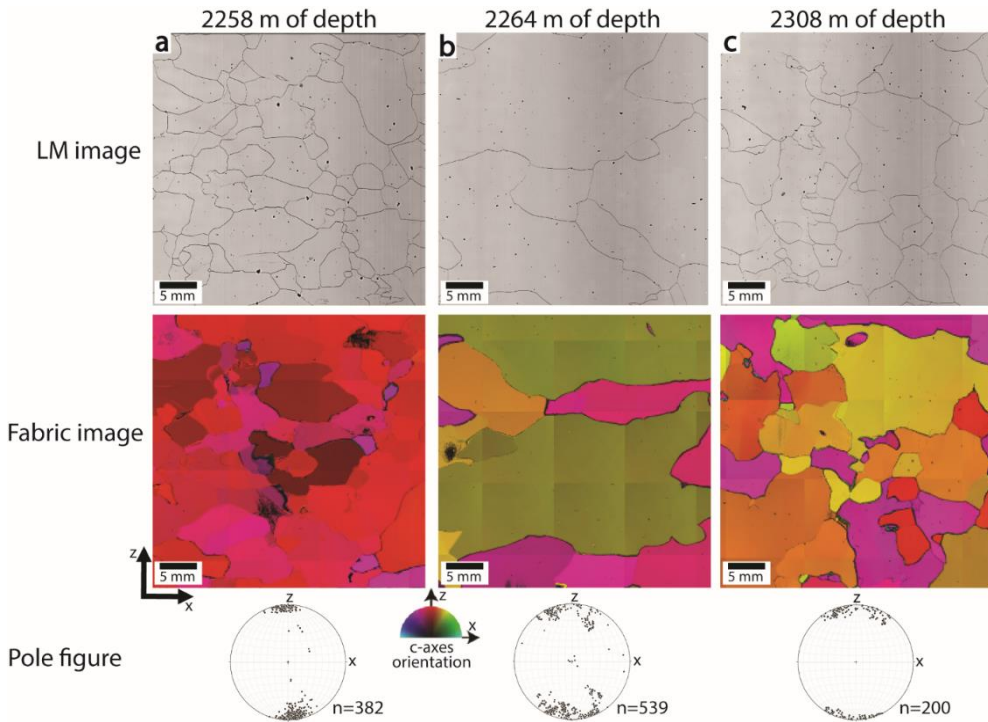 2258 m of depth
2264 m of depth
2308 m of depth
a
b
c
LM image
5 mm
5 mm
5 mm
Fabric image
z
x
5 mm
5 mm
5 mm
Pole figure
z
x
n=382
z
x
c-axes
orientation
z
x
n=539
z
x
n=200